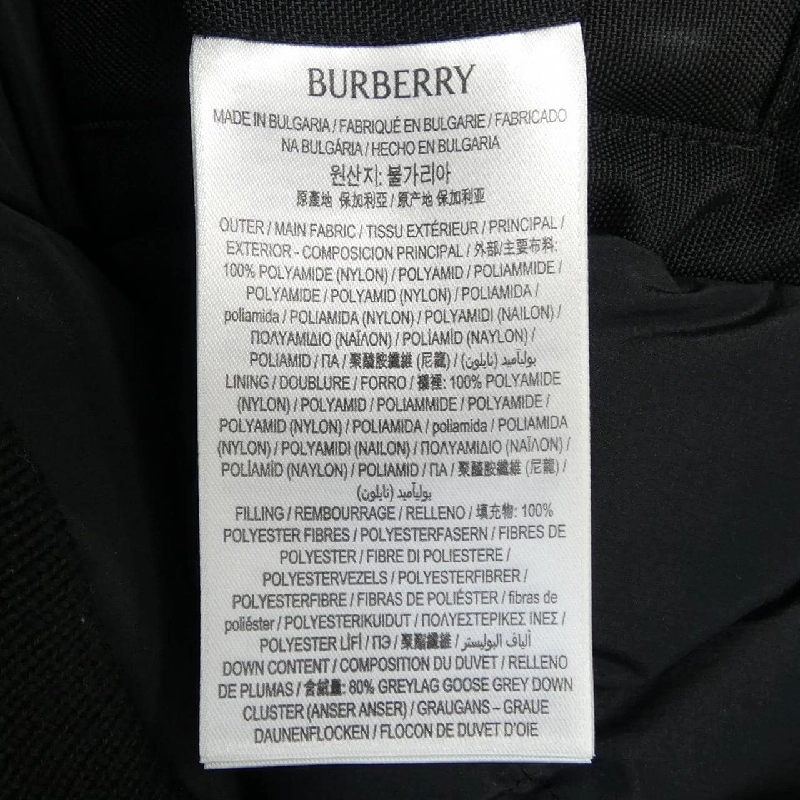 BURBERRY
MADE IN BULGARIA / FABRIQUÉ EN BULGARIE / FABRICADO
NA BULGÁRIA / HECHO EN BULGARIA
원산지: 불가리아
原產地 保加利亞 / 原产地 保加利亚
OUTER / MAIN FABRIC / TISSU EXTÉRIEUR / PRINCIPAL /
EXTERIOR - COMPOSICION PRINCIPAL / 外部/主要布料:
100% POLYAMIDE (NYLON) / POLYAMID / POLIAMMIDE /
POLYAMIDE / POLYAMID (NYLON) / POLIAMIDA /
poliamida / POLIAMIDA (NYLON) / POLYAMIDI (NAILON) /
ΠΟΛΥΑΜΙΔΙΟ (ΝΑΪΛΟΝ) / POLİAMİD (NAYLON) /
POLIAMID / ПА / 聚醯胺纖維 (尼龍) / بوليأميد (نايلون)
LINING / DOUBLURE / FORRO / 襯裡: 100% POLYAMIDE
(NYLON) / POLYAMID / POLIAMMIDE / POLYAMIDE /
POLYAMID (NYLON) / POLIAMIDA / poliamida / POLIAMIDA
(NYLON) / POLYAMIDI (NAILON) / ΠΟΛΥΑΜΙΔΙΟ (ΝΑΪΛΟΝ) /
POLİAMİD (NAYLON) / POLIAMID / ПА / 聚醯胺纖維 (尼龍) /
بوليأميد (نايلون)
FILLING / REMBOURRAGE / RELLENO / 填充物: 100%
POLYESTER FIBRES / POLYESTERFASERN / FIBRES DE
POLYESTER / FIBRE DI POLIESTERE /
POLYESTERVEZELS / POLYESTERFIBRER /
POLYESTERFIBRE / FIBRAS DE POLIÉSTER / fibras de
poliéster / POLYESTERIKUIDUT / ΠΟΛΥΕΣΤΕΡΙΚΕΣ ΙΝΕΣ /
POLYESTER LİFİ / ПЭ / 聚酯纖維 / ألياف البوليستر
DOWN CONTENT / COMPOSITION DU DUVET / RELLENO
DE PLUMAS / 含絨量: 80% GREYLAG GOOSE GREY DOWN
CLUSTER (ANSER ANSER) / GRAUGANS – GRAUE
DAUNENFLOCKEN / FLOCON DE DUVET D'OIE